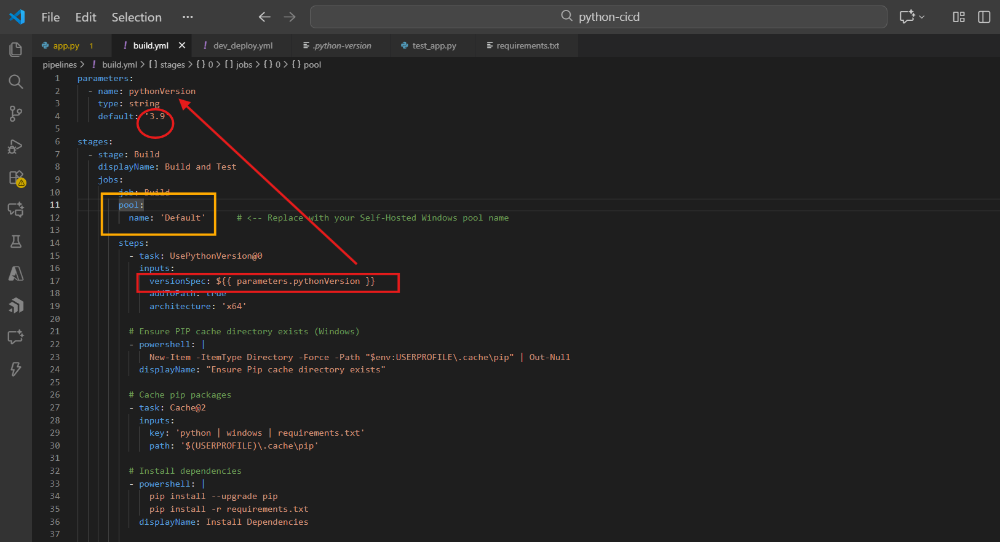 File Edit Selection ···
python-cicd
app.py 1
build.yml
dev_deploy.yml
.python-version
test_app.py
requirements.txt
pipelines > ! build.yml > [ ] stages > { } 0 > [ ] jobs > { } 0 > { } pool
1 parameters:
2 - name: pythonVersion
3 type: string
4 default: '3.9'
5
6 stages:
7 - stage: Build
8 displayName: Build and Test
9 jobs:
10 job: Build
11 pool:
12 name: 'Default' # <-- Replace with your Self-Hosted Windows pool name
13
14 steps:
15 - task: UsePythonVersion@0
16 inputs:
17 versionSpec: ${{ parameters.pythonVersion }}
18 addToPath: true
19 architecture: 'x64'
20
21 # Ensure PIP cache directory exists (Windows)
22 - powershell: |
23 New-Item -ItemType Directory -Force -Path "$env:USERPROFILE\.cache\pip" | Out-Null
24 displayName: "Ensure Pip cache directory exists"
25
26 # Cache pip packages
27 - task: Cache@2
28 inputs:
29 key: 'python | windows | requirements.txt'
30 path: '$(USERPROFILE)\.cache\pip'
31
32 # Install dependencies
33 - powershell: |
34 pip install --upgrade pip
35 pip install -r requirements.txt
36 displayName: Install Dependencies
37